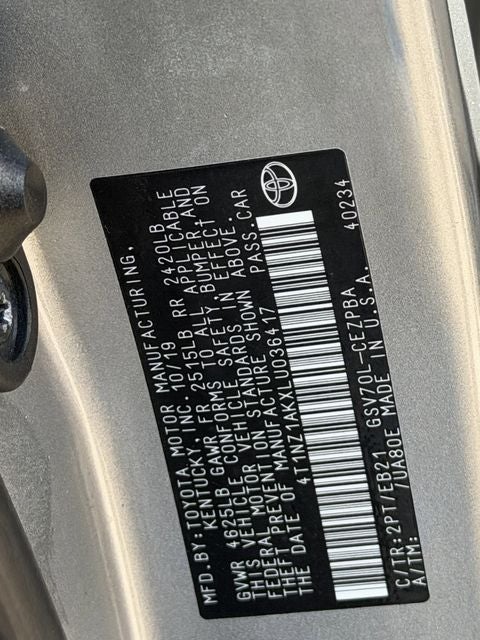 MFD.BY:TOYOTA MOTOR MANUFACTURING,
KENTUCKY, INC. 10/19
GVWR 4625LB GAWR FR 2515LB RR 2420LB
THIS VEHICLE CONFORMS TO ALL APPLICABLE
FEDERAL MOTOR VEHICLE SAFETY, BUMPER, AND
THEFT PREVENTION STANDARDS IN EFFECT ON
THE DATE OF MANUFACTURE SHOWN ABOVE.
4T1NZ1AKXLU036417 PASS.CAR
C/TR:2PT/EB21 GSV70L-CEZPBA 40234
A/TM: /UA80E MADE IN U.S.A.